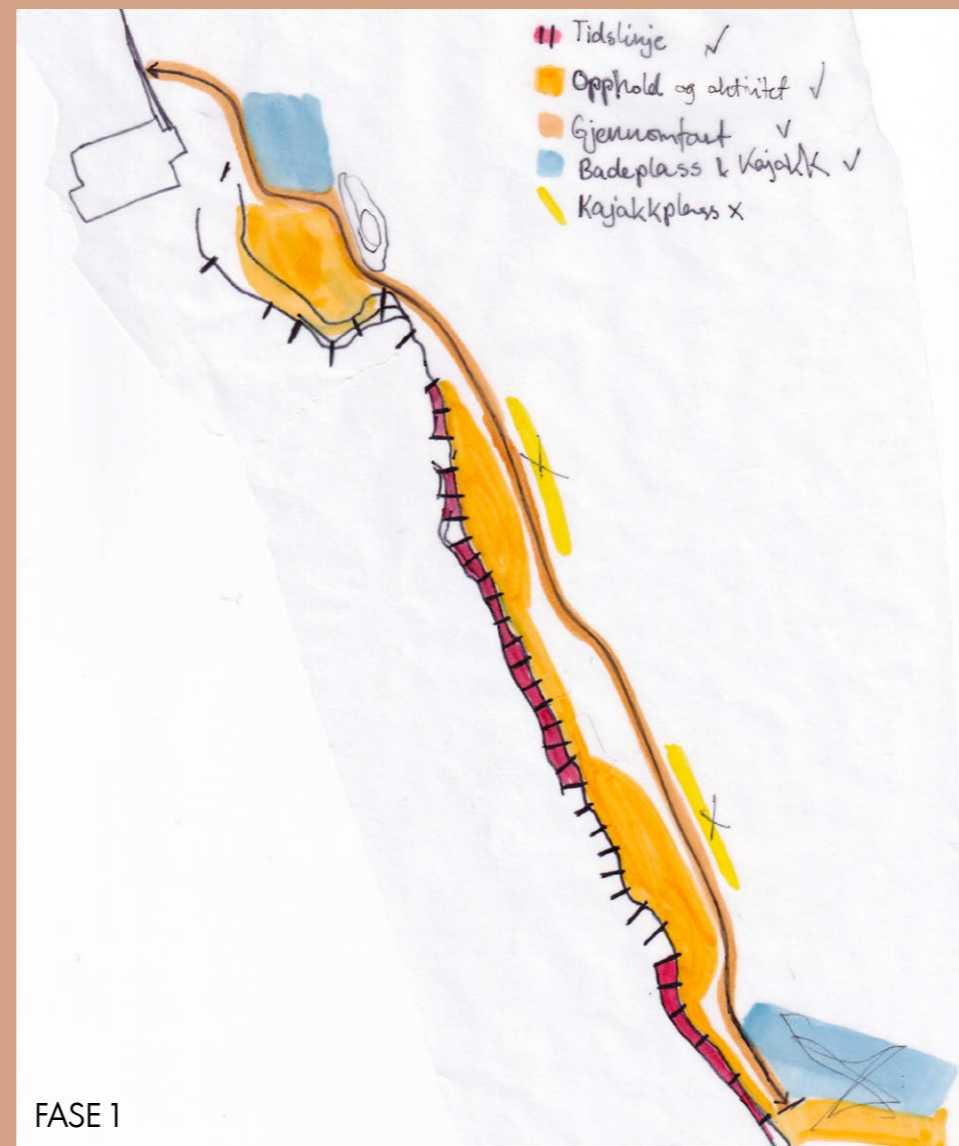 Tidslinje ✓
Opphold og aktivitet ✓
Gjennomfart ✓
Badeplass & Kajakk ✓
Kajakkplass x
FASE 1